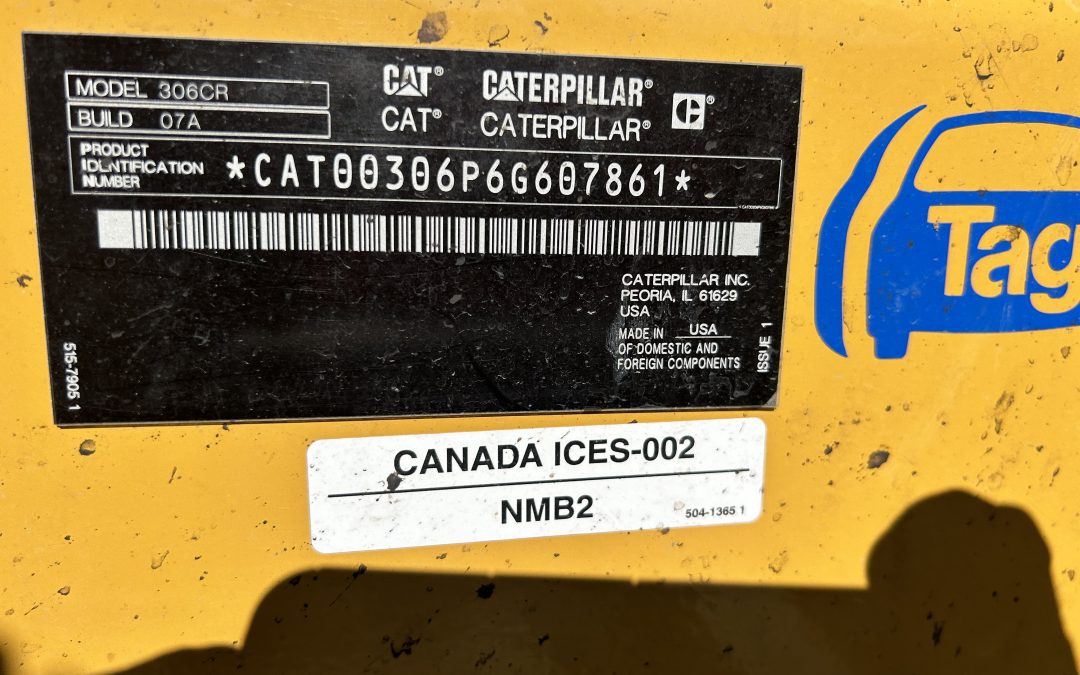 MODEL 306CR
BUILD 07A
CAT® CATERPILLAR® C®
CAT® CATERPILLAR®
PRODUCT
IDENTIFICATION
NUMBER
*CAT00306P6G607861*
CATERPILLAR INC.
PEORIA, IL 61629
USA
MADE IN USA
OF DOMESTIC AND
FOREIGN COMPONENTS
ISSUE 1
515-7905 1
Tag
CANADA ICES-002
NMB2
504-1365 1